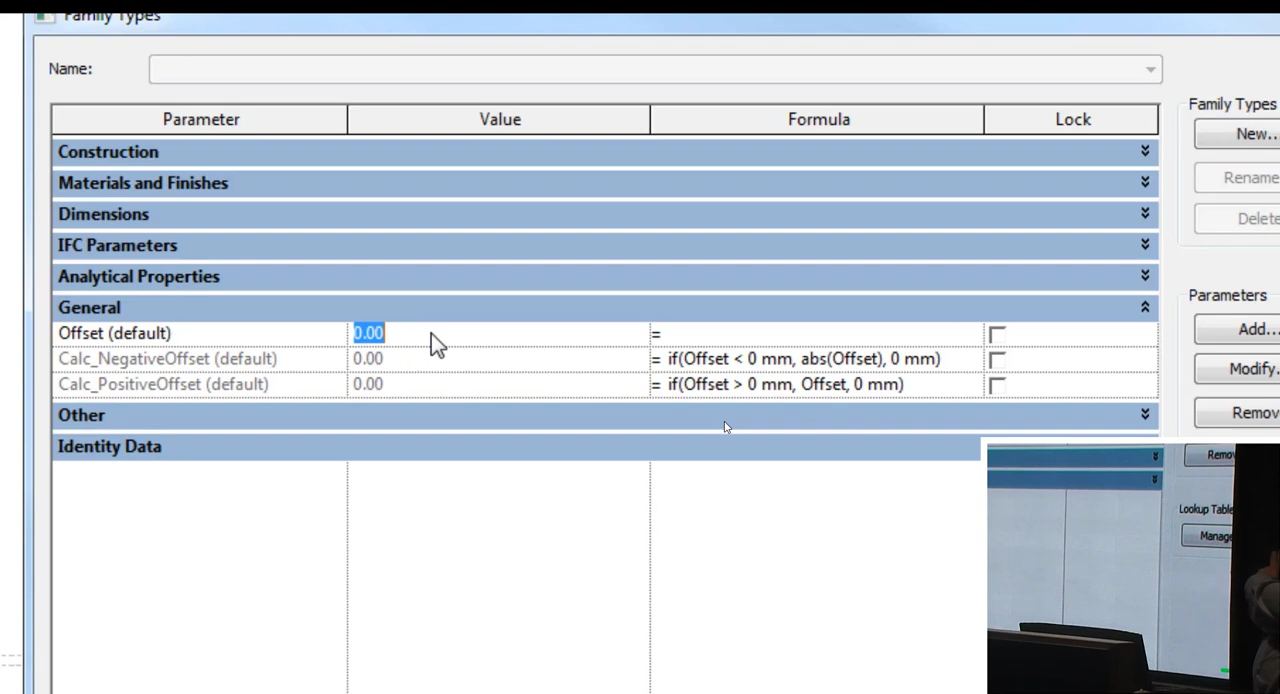 Family Types
Name:
Parameter Value Formula Lock
Family Types
New...
Construction
Materials and Finishes
Rename
Dimensions
Delete
IFC Parameters
Analytical Properties
Parameters
General
Offset (default) 0.00 =
Add...
Calc_NegativeOffset (default) 0.00 = if(Offset < 0 mm, abs(Offset), 0 mm)
Modify.
Calc_PositiveOffset (default) 0.00 = if(Offset > 0 mm, Offset, 0 mm)
Other
Remov
Identity Data
Remov
Lookup Table
Manage